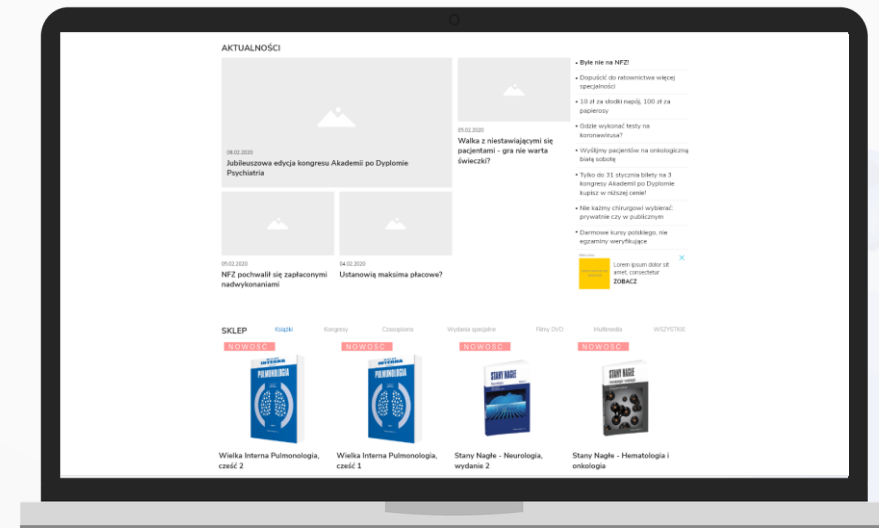 AKTUALNOŚCI
06.02.2020
Jubileuszowa edycja kongresu Akademii po Dyplomie
Psychiatria
05.02.2020
Walka z niestawiającymi się
pacjentami - gra nie warta
świeczki?
05.02.2020
NFZ pochwalił się zapłaconymi
nadwykonaniami
04.02.2020
Ustanowią maksima płacowe?
• Byle nie na NFZ!
• Dopuścić do ratownictwa więcej
specjalności
• 10 zł za słodki napój, 100 zł za
papierosy
• Gdzie wykonać testy na
koronawirusa?
• Wyślijmy pacjentów na onkologiczną
białą sobotę
• Tylko do 31 stycznia bilety na 3
kongresy Akademii po Dyplomie
kupisz w niższej cenie!
• Nie każmy chirurgowi wybierać:
prywatnie czy w publicznym
• Darmowe kursy polskiego, nie
egzaminy weryfikujące
Lorem ipsum dolor sit
amet, consectetur
ZOBACZ
SKLEP Książki Kongresy Czasopisma Wydania specjalne Filmy DVD Multimedia WSZYSTKIE
NOWOŚĆ NOWOŚĆ NOWOŚĆ NOWOŚĆ
INTERNA
PULMONOLOGIA
INTERNA
PULMONOLOGIA
STANY NAGŁE
STANY NAGŁE
Wielka Interna Pulmonologia,
cześć 2
Wielka Interna Pulmonologia,
cześć 1
Stany Nagłe - Neurologia,
wydanie 2
Stany Nagłe - Hematologia i
onkologia